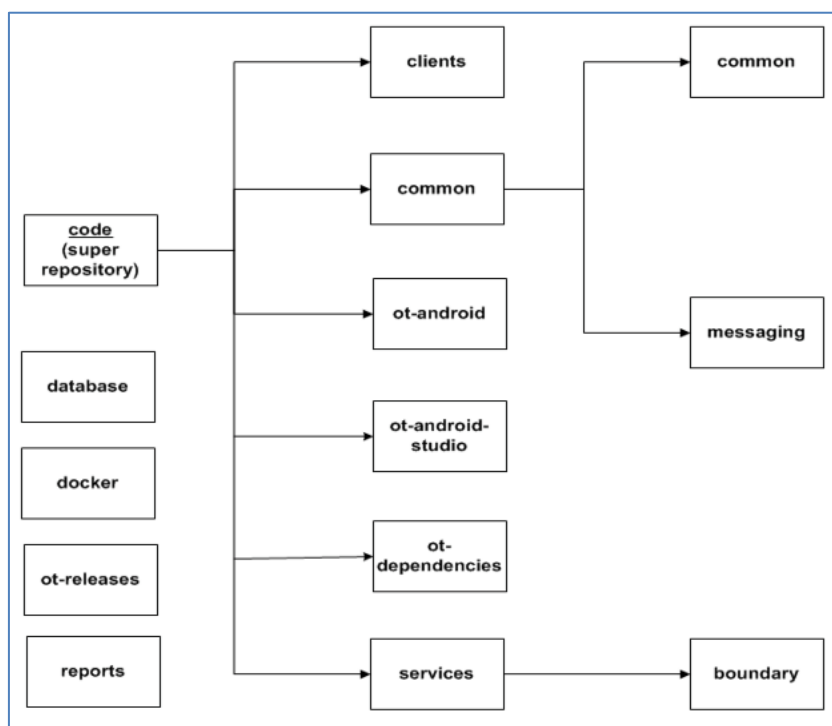 clients
common
code
(super
repository)
common
ot-android
messaging
database
ot-android-
studio
docker
ot-
dependencies
ot-releases
reports
services
boundary